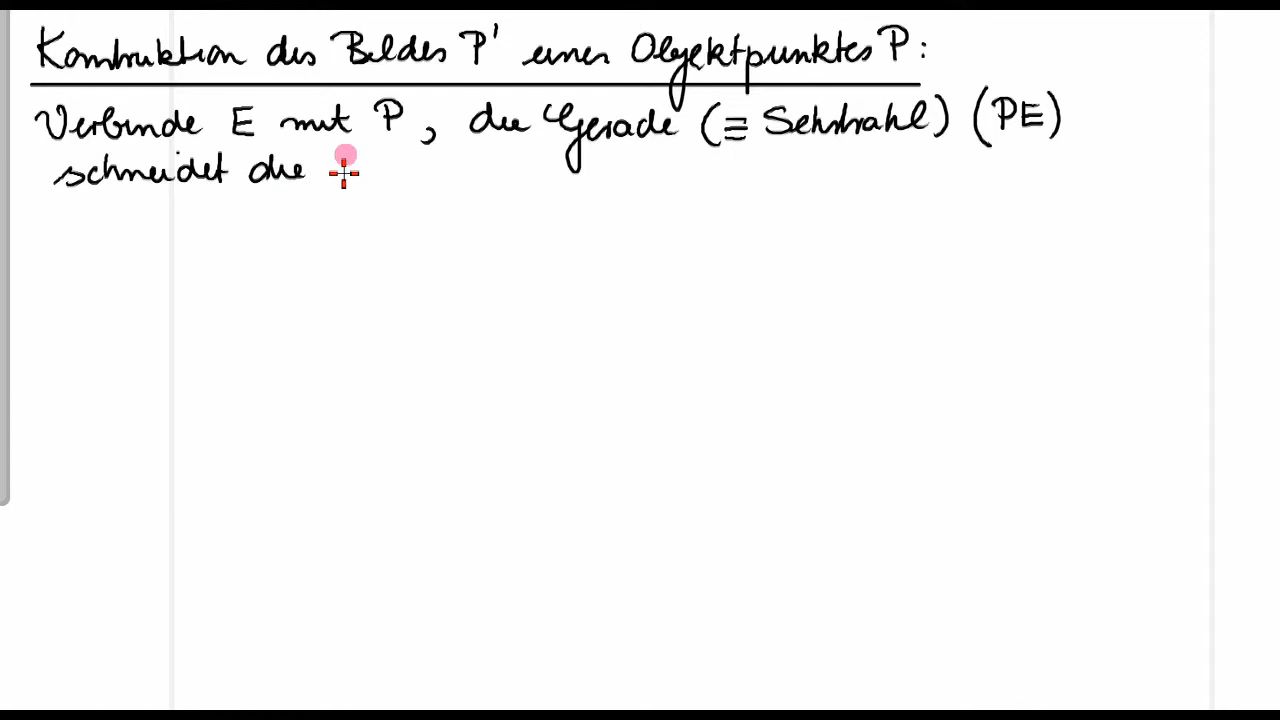 Konstruktion des Bildes P' eines Objektpunktes P:
Verbinde E mit P, die Gerade (≡ Sehstrahl) (PE)
schneidet die